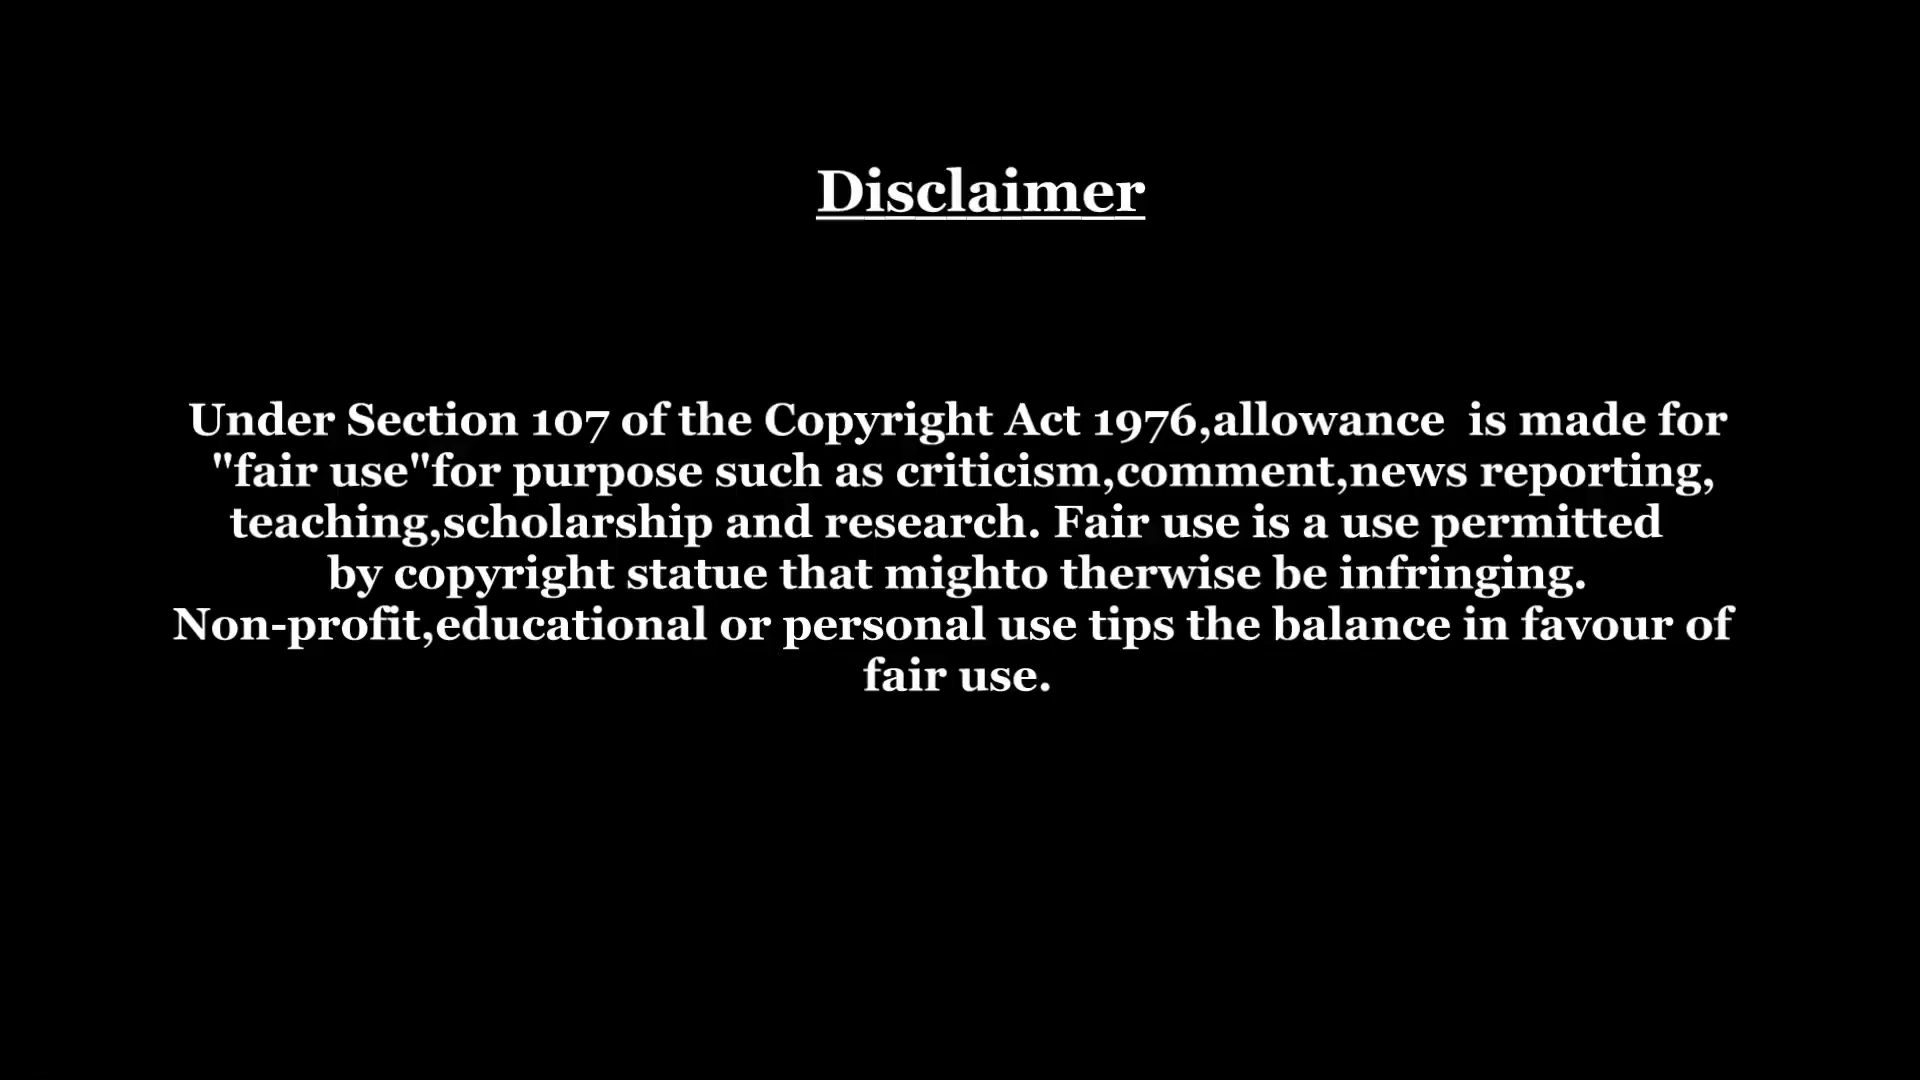 Disclaimer
Under Section 107 of the Copyright Act 1976,allowance  is made for
"fair use"for purpose such as criticism,comment,news reporting,
teaching,scholarship and research. Fair use is a use permitted
by copyright statue that mighto therwise be infringing.
Non-profit,educational or personal use tips the balance in favour of
fair use.